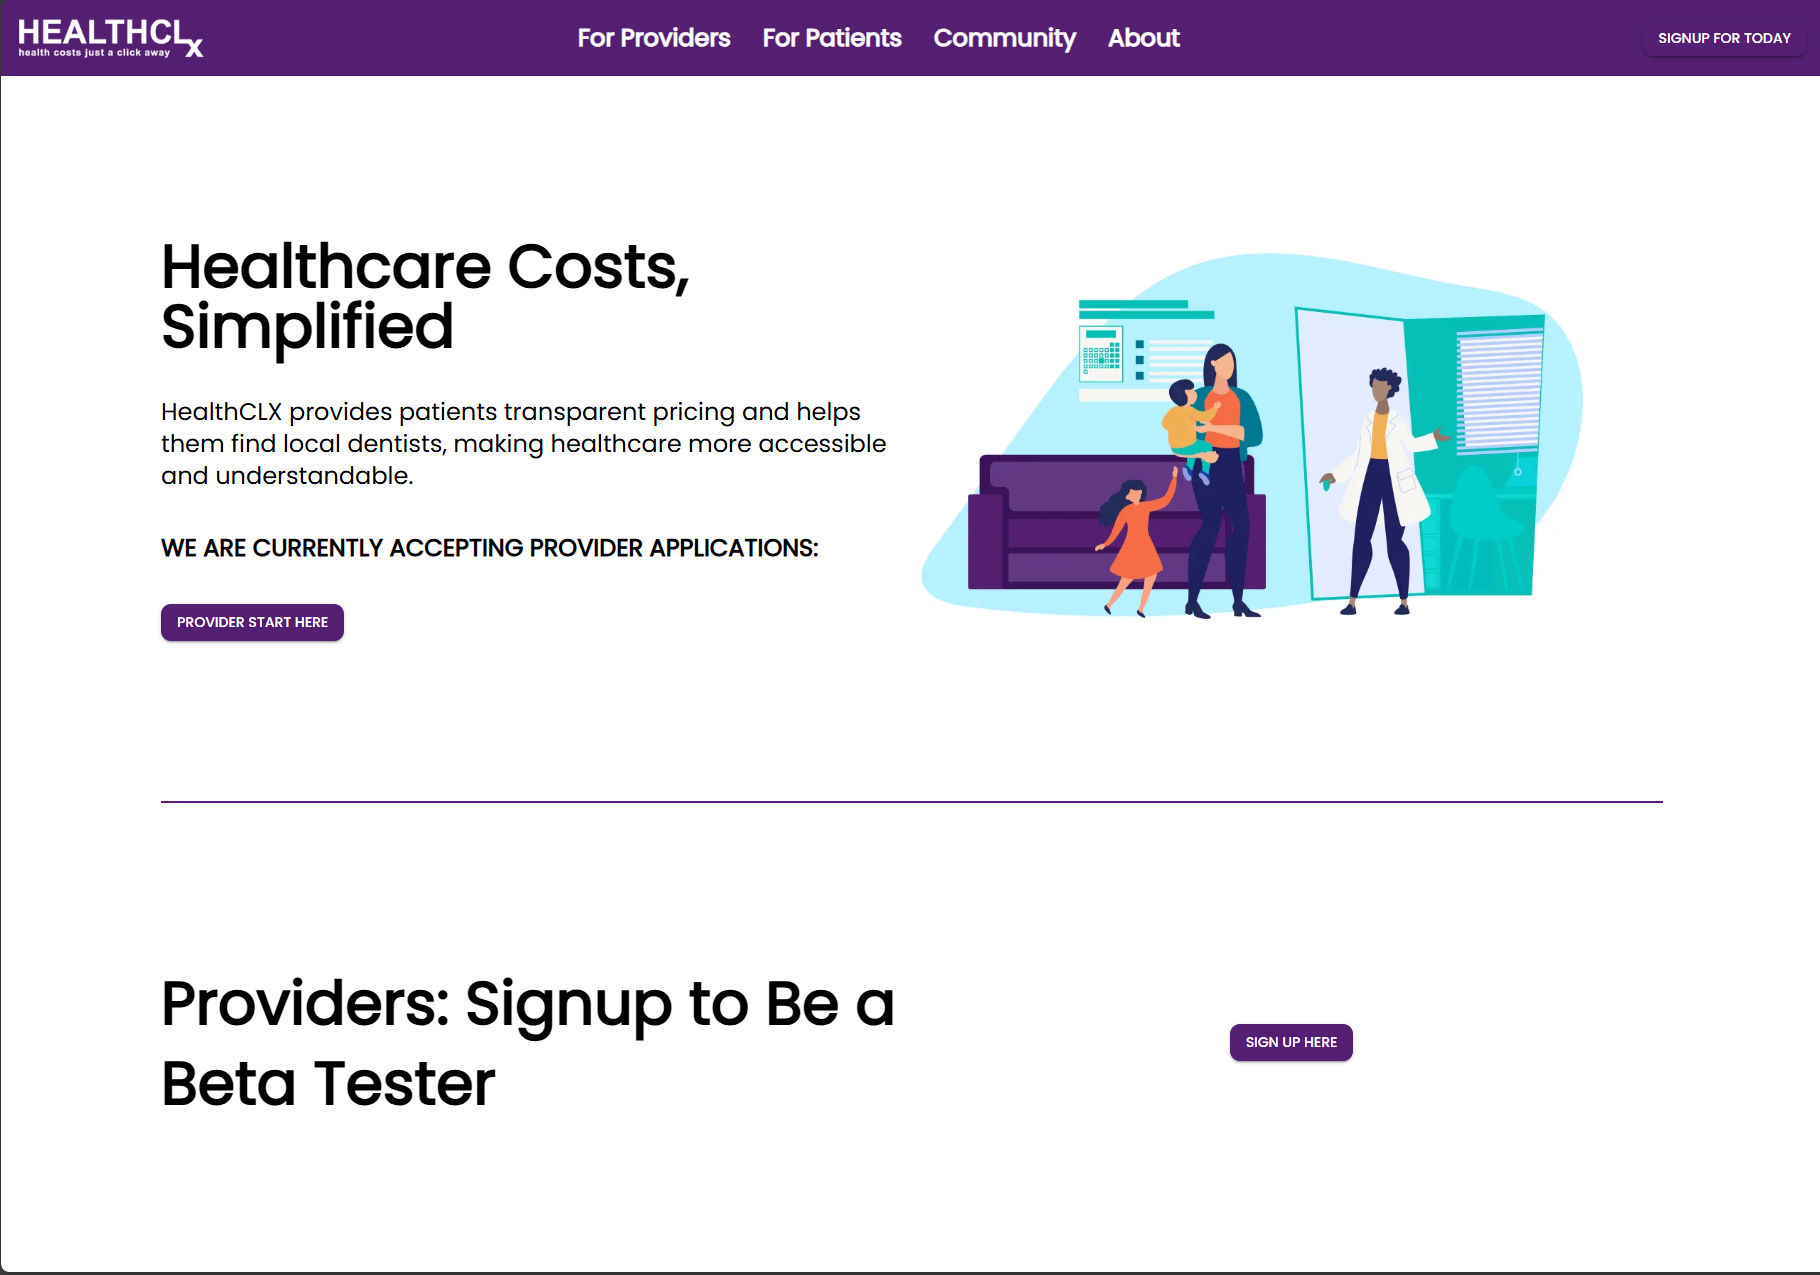 HEALTHCLx
health costs just a click away
For Providers
For Patients
Community
About
SIGNUP FOR TODAY
Healthcare Costs,
Simplified
HealthCLX provides patients transparent pricing and helps
them find local dentists, making healthcare more accessible
and understandable.
WE ARE CURRENTLY ACCEPTING PROVIDER APPLICATIONS:
PROVIDER START HERE
Providers: Signup to Be a
Beta Tester
SIGN UP HERE